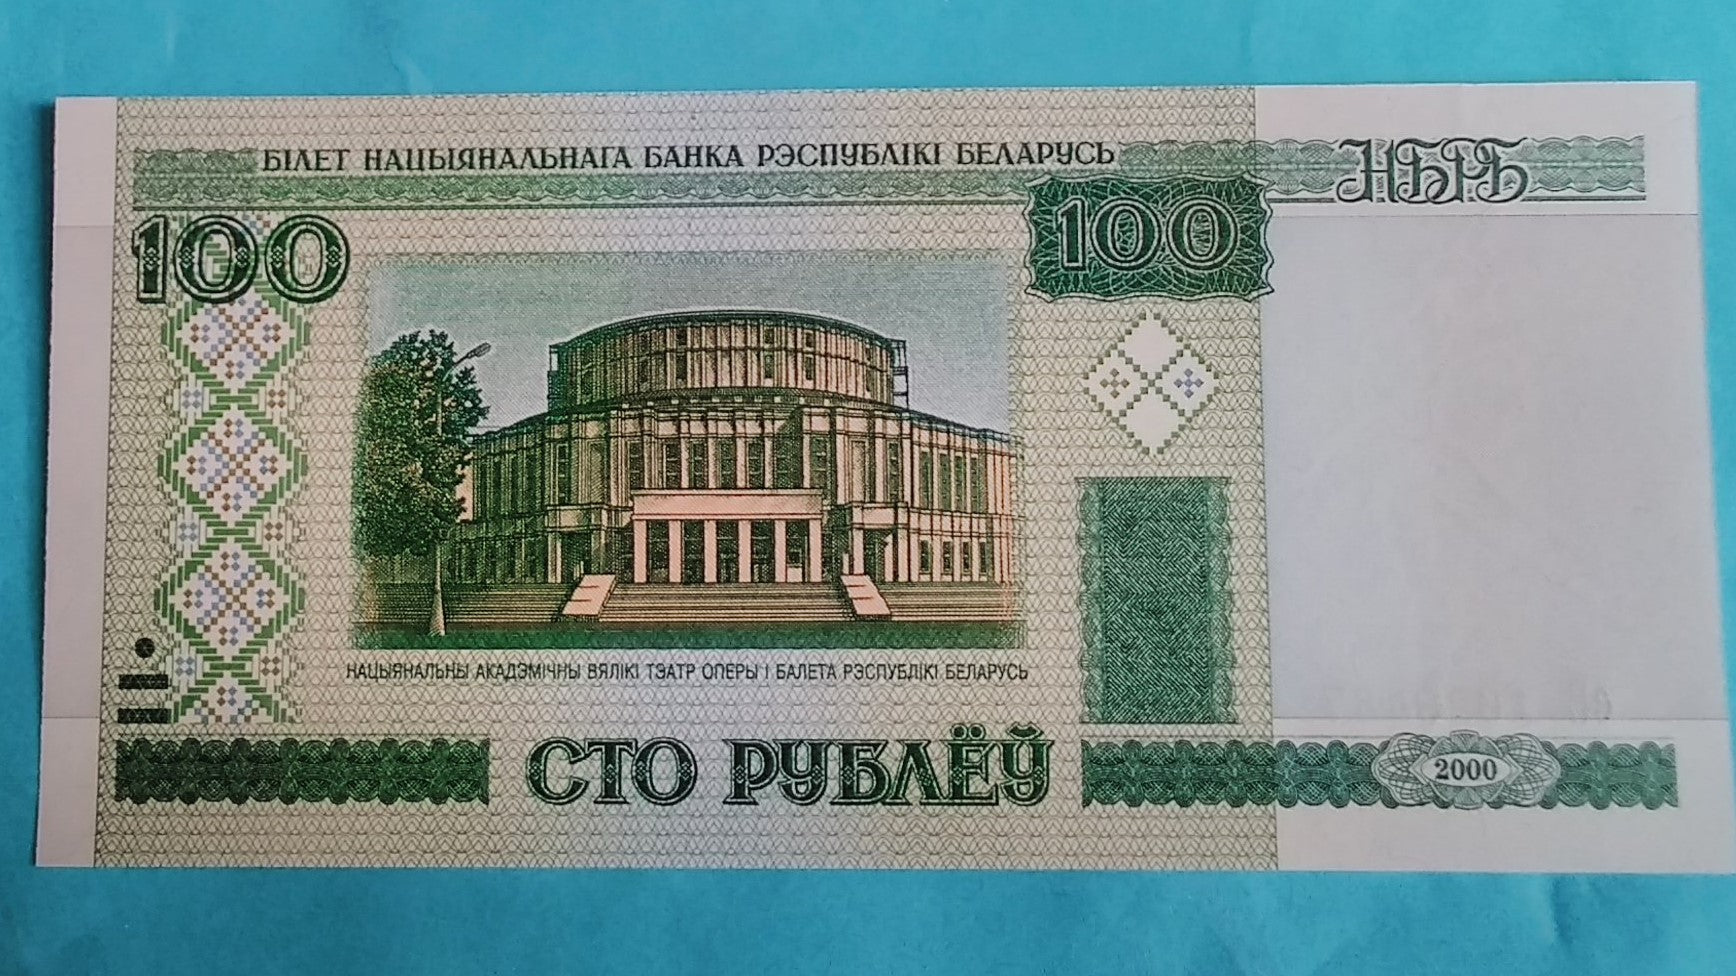 БІЛЕТ НАЦЫЯНАЛЬНАГА БАНКА РЭСПУБЛІКІ БЕЛАРУСЬ
НБРБ
100
100
НАЦЫЯНАЛЬНЫ АКАДЭМІЧНЫ ВЯЛІКІ ТЭАТР ОПЕРЫ І БАЛЕТА РЭСПУБЛІКІ БЕЛАРУСЬ
СТО РУБЛЁЎ
2000